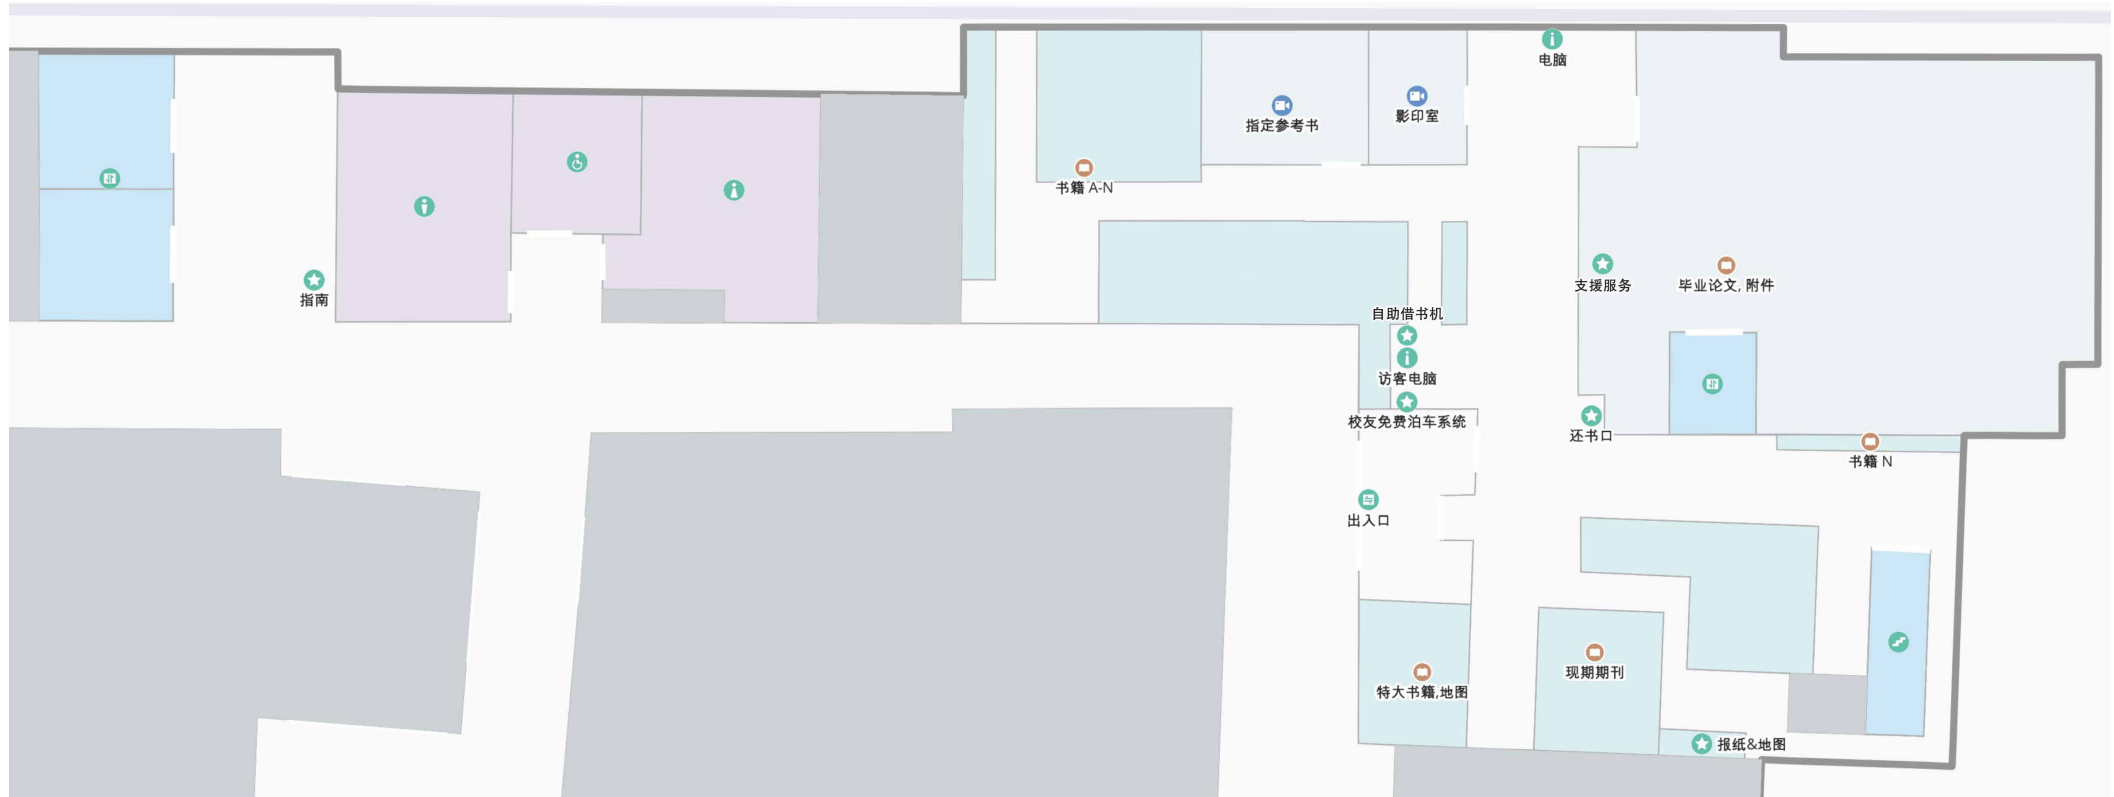 电脑
指定参考书
影印室
书籍 A-N
指南
支援服务
毕业论文, 附件
自助借书机
访客电脑
校友免费泊车系统
还书口
书籍 N
出入口
现期期刊
特大书籍,地图
报纸&地图